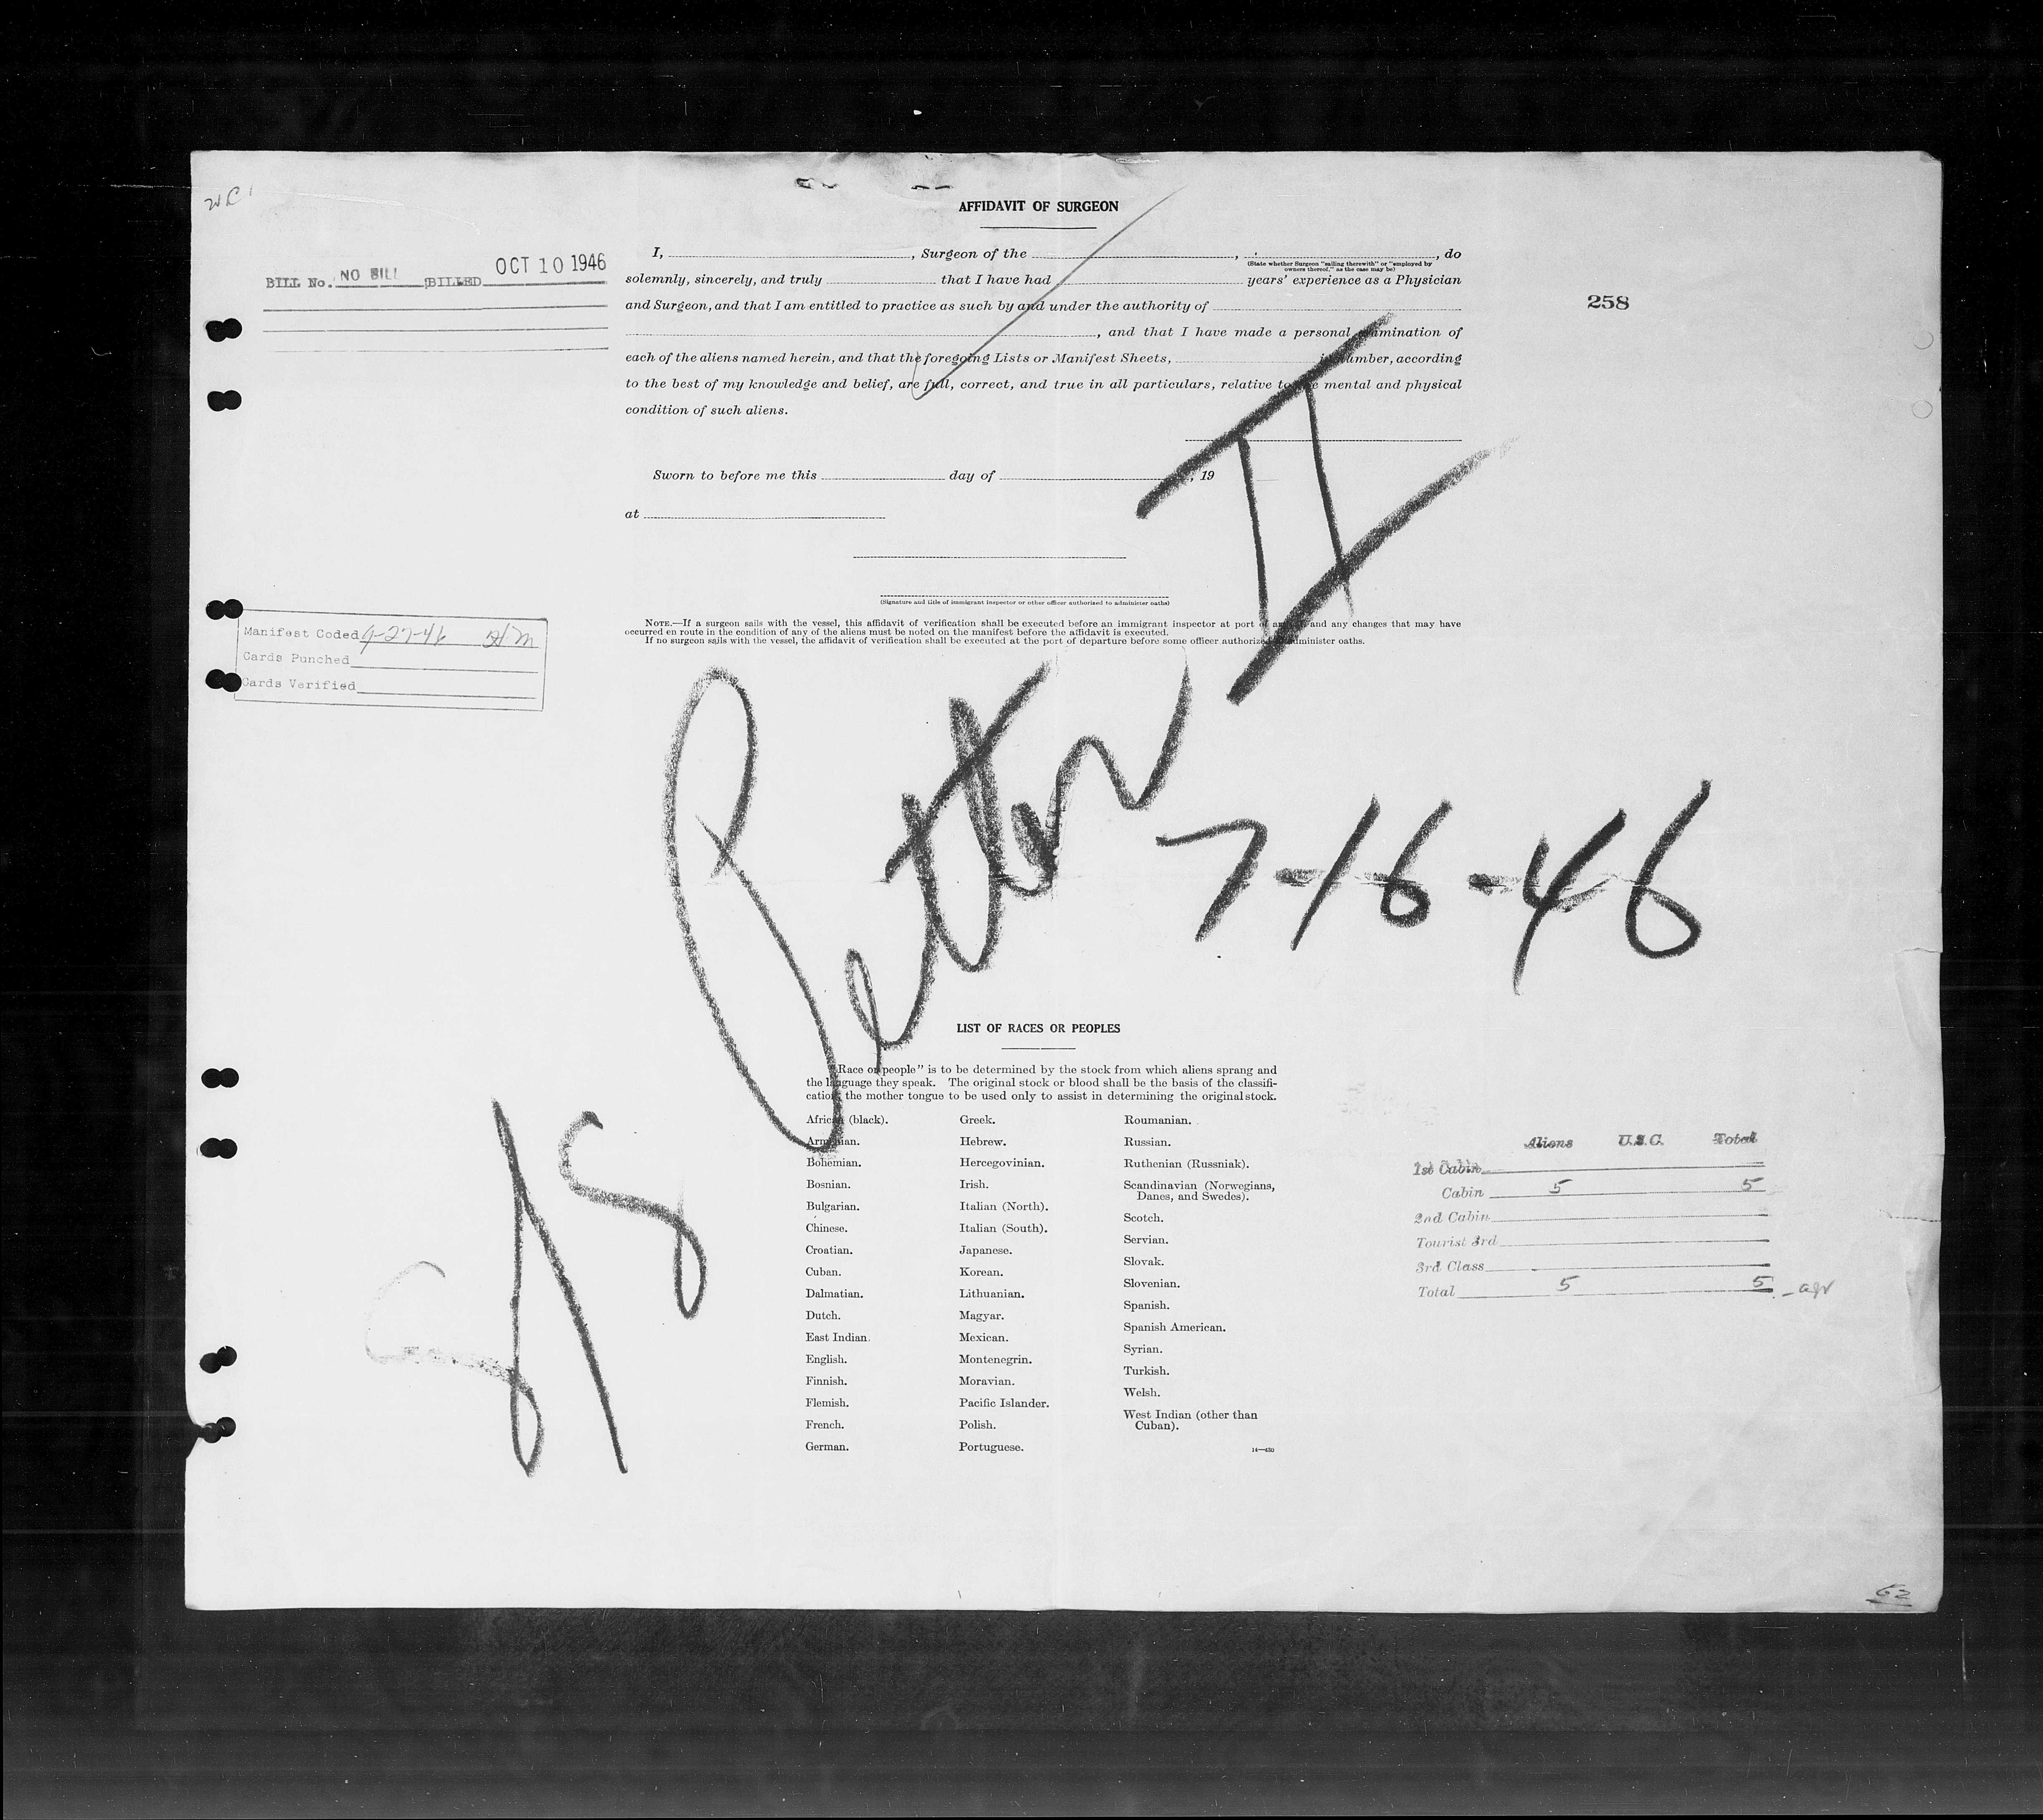 AFFIDAVIT OF SURGEON
I, , Surgeon of the , , do
(State whether Surgeon "sailing therewith" or "employed by
owners thereof," as the case may be)
solemnly, sincerely, and truly that I have had years' experience as a Physician
and Surgeon, and that I am entitled to practice as such by and under the authority of
, and that I have made a personal examination of
each of the aliens named herein, and that the foregoing Lists or Manifest Sheets, in number, according
to the best of my knowledge and belief, are full, correct, and true in all particulars, relative to the mental and physical
condition of such aliens.
Sworn to before me this day of , 19
at
(Signature and title of immigrant inspector or other officer authorized to administer oaths)
NOTE.—If a surgeon sails with the vessel, this affidavit of verification shall be executed before an immigrant inspector at port of arrival and any changes that may have
occurred en route in the condition of any of the aliens must be noted on the manifest before the affidavit is executed.
If no surgeon sails with the vessel, the affidavit of verification shall be executed at the port of departure before some officer authorized to administer oaths.
BILL No. NO BILL BILLED OCT 10 1946
258
Manifest Coded 9-27-46
Cards Punched
Cards Verified
S/S
II
7-16-46
LIST OF RACES OR PEOPLES
"Race or people" is to be determined by the stock from which aliens sprang and
the language they speak. The original stock or blood shall be the basis of the classifi-
cation, the mother tongue to be used only to assist in determining the original stock.
African (black).
Armenian.
Bohemian.
Bosnian.
Bulgarian.
Chinese.
Croatian.
Cuban.
Dalmatian.
Dutch.
East Indian.
English.
Finnish.
Flemish.
French.
German.
Greek.
Hebrew.
Hercegovinian.
Irish.
Italian (North).
Italian (South).
Japanese.
Korean.
Lithuanian.
Magyar.
Mexican.
Montenegrin.
Moravian.
Pacific Islander.
Polish.
Portuguese.
Roumanian.
Russian.
Ruthenian (Russniak).
Scandinavian (Norwegians,
Danes, and Swedes).
Scotch.
Servian.
Slovak.
Slovenian.
Spanish.
Spanish American.
Syrian.
Turkish.
Welsh.
West Indian (other than
Cuban).
14—430
Aliens U.S.C. Total
1st Cabin
Cabin 5 5
2nd Cabin
Tourist 3rd
3rd Class
Total 5 5
62